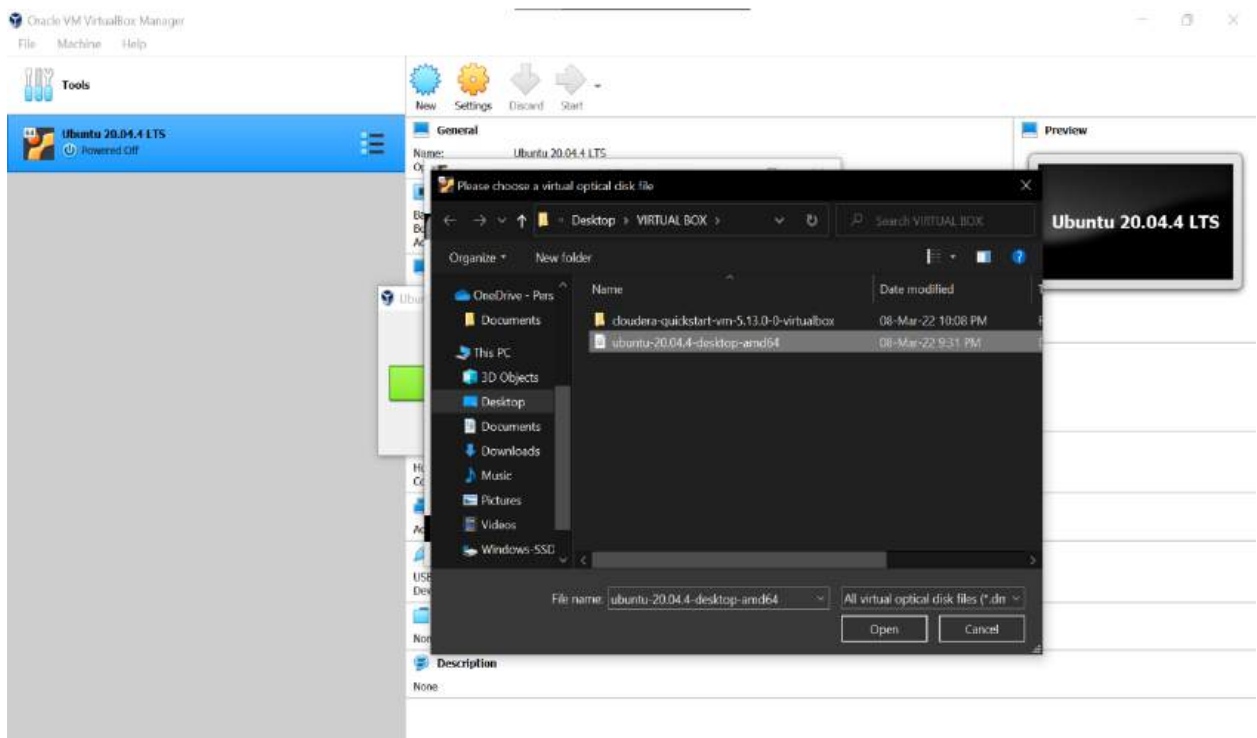 Oracle VM VirtualBox Manager
File Machine Help
Tools
New Settings Discard Start
Ubuntu 20.04.4 LTS
Powered Off
General
Name: Ubuntu 20.04.4 LTS
Preview
Ubuntu 20.04.4 LTS
Please choose a virtual optical disk file
Desktop › VIRTUAL BOX ›
Search VIRTUAL BOX
Organize
New folder
Name Date modified
OneDrive - Pers
Documents
This PC
3D Objects
Desktop
Documents
Downloads
Music
Pictures
Videos
Windows-SSD
cloudera-quickstart-vm-5.13.0-0-virtualbox 08-Mar-22 10:08 PM
ubuntu-20.04.4-desktop-amd64 08-Mar-22 9:31 PM
File name: ubuntu-20.04.4-desktop-amd64
All virtual optical disk files (*.dm
Open Cancel
USB
Description
None